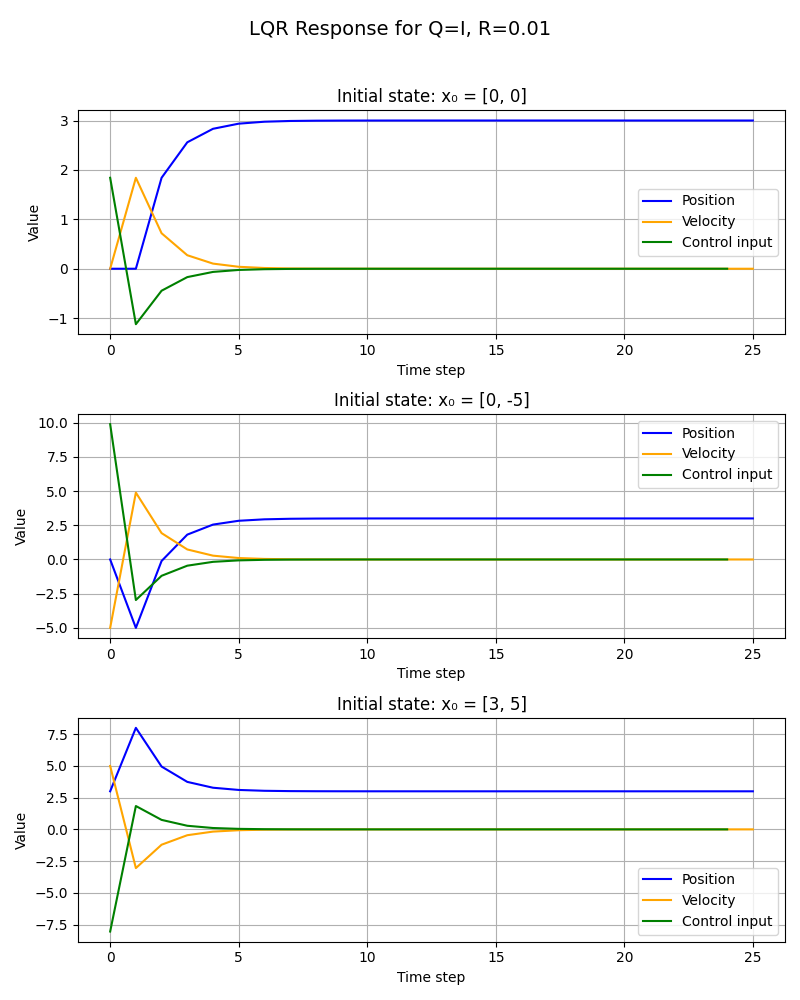 LQR Response for Q=I, R=0.01
Initial state: x₀ = [0, 0]
3
2
1
0
−1
Value
Position
Velocity
Control input
0 5 10 15 20 25
Time step
Initial state: x₀ = [0, -5]
10.0
7.5
5.0
2.5
0.0
−2.5
−5.0
Value
Position
Velocity
Control input
0 5 10 15 20 25
Time step
Initial state: x₀ = [3, 5]
7.5
5.0
2.5
0.0
−2.5
−5.0
−7.5
Value
Position
Velocity
Control input
0 5 10 15 20 25
Time step